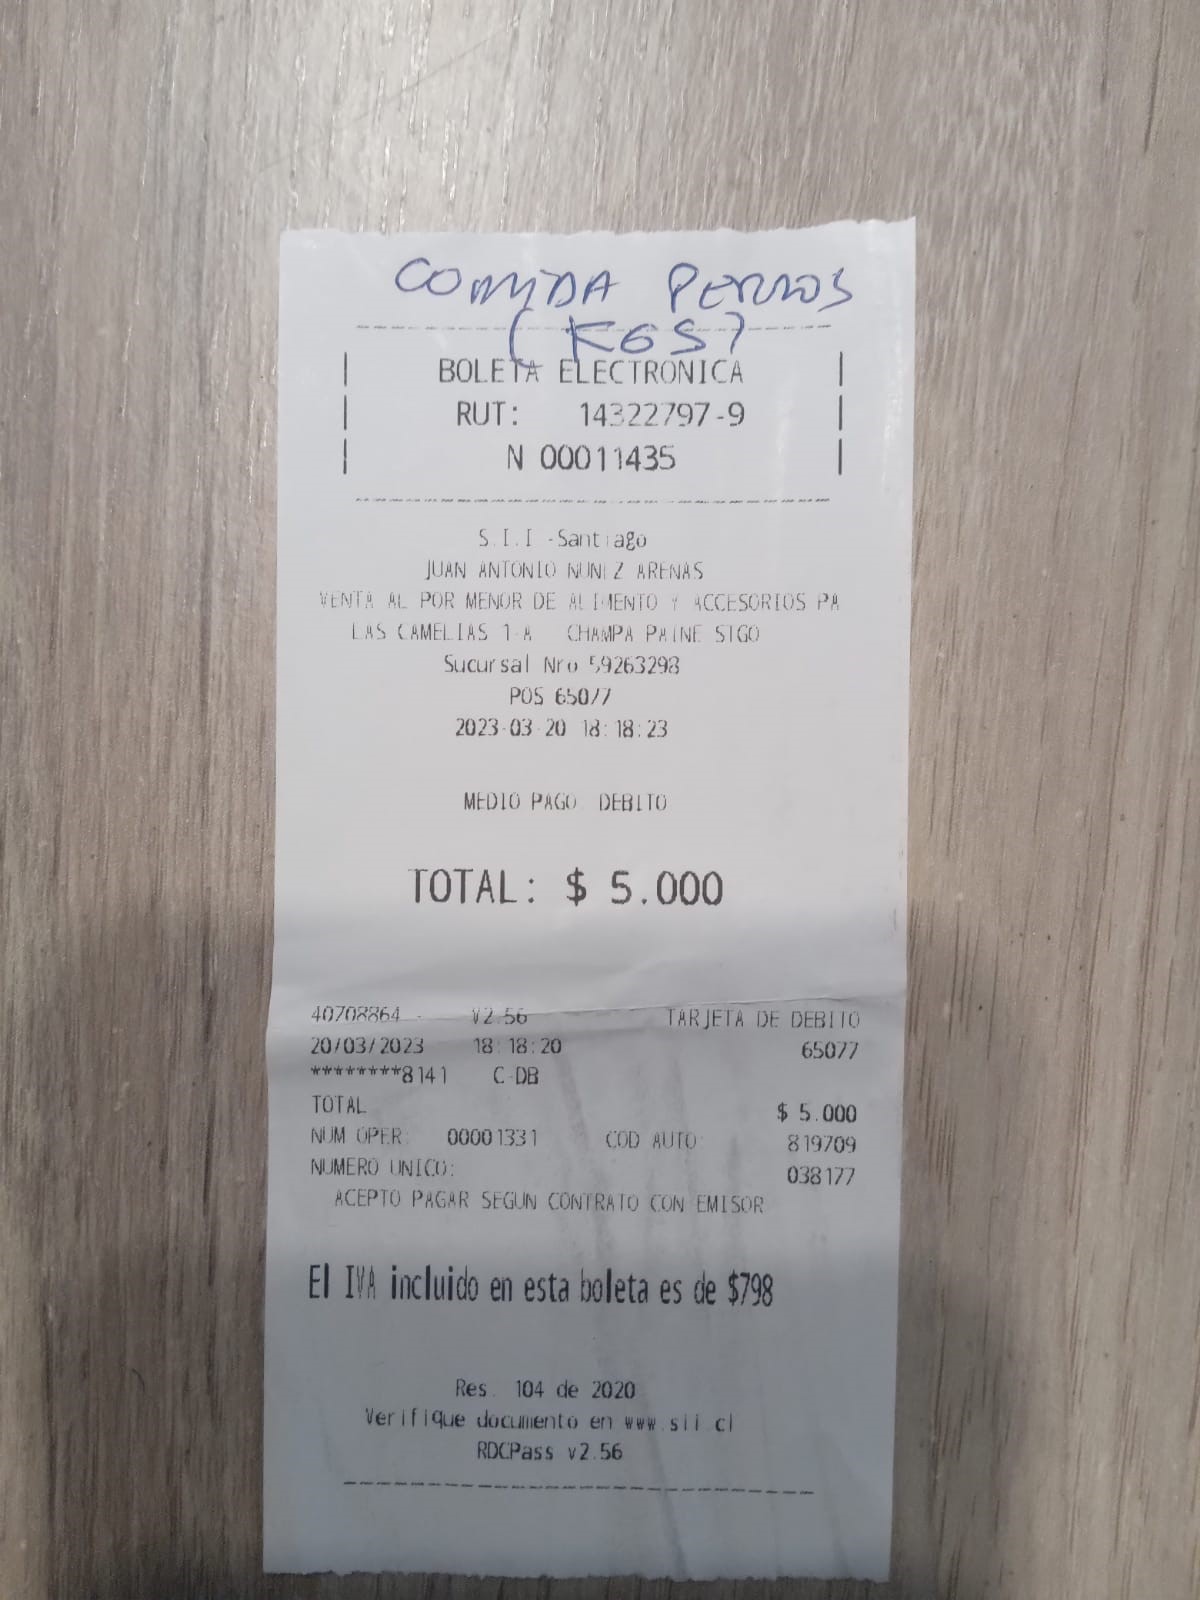 COMIDA PERROS
(KGS)
BOLETA ELECTRONICA
RUT: 14322797-9
N 00011435
S.I.I -Santiago
JUAN ANTONIO NUNEZ ARENAS
VENTA AL POR MENOR DE ALIMENTO Y ACCESORIOS PA
LAS CAMELIAS 1-A CHAMPA PAINE STGO
Sucursal Nro 59263298
POS 65077
2023-03-20 18:18:23
MEDIO PAGO: DEBITO
TOTAL: $ 5.000
40708864 - V2.56 TARJETA DE DEBITO
20/03/2023 18:18:20 65077
********8141 C-DB
TOTAL $ 5.000
NUM OPER: 00001331 COD AUTO: 819709
NUMERO UNICO: 038177
ACEPTO PAGAR SEGUN CONTRATO CON EMISOR
El IVA incluido en esta boleta es de $798
Res. 104 de 2020
Verifique documento en www.sii.cl
RDCPass v2.56